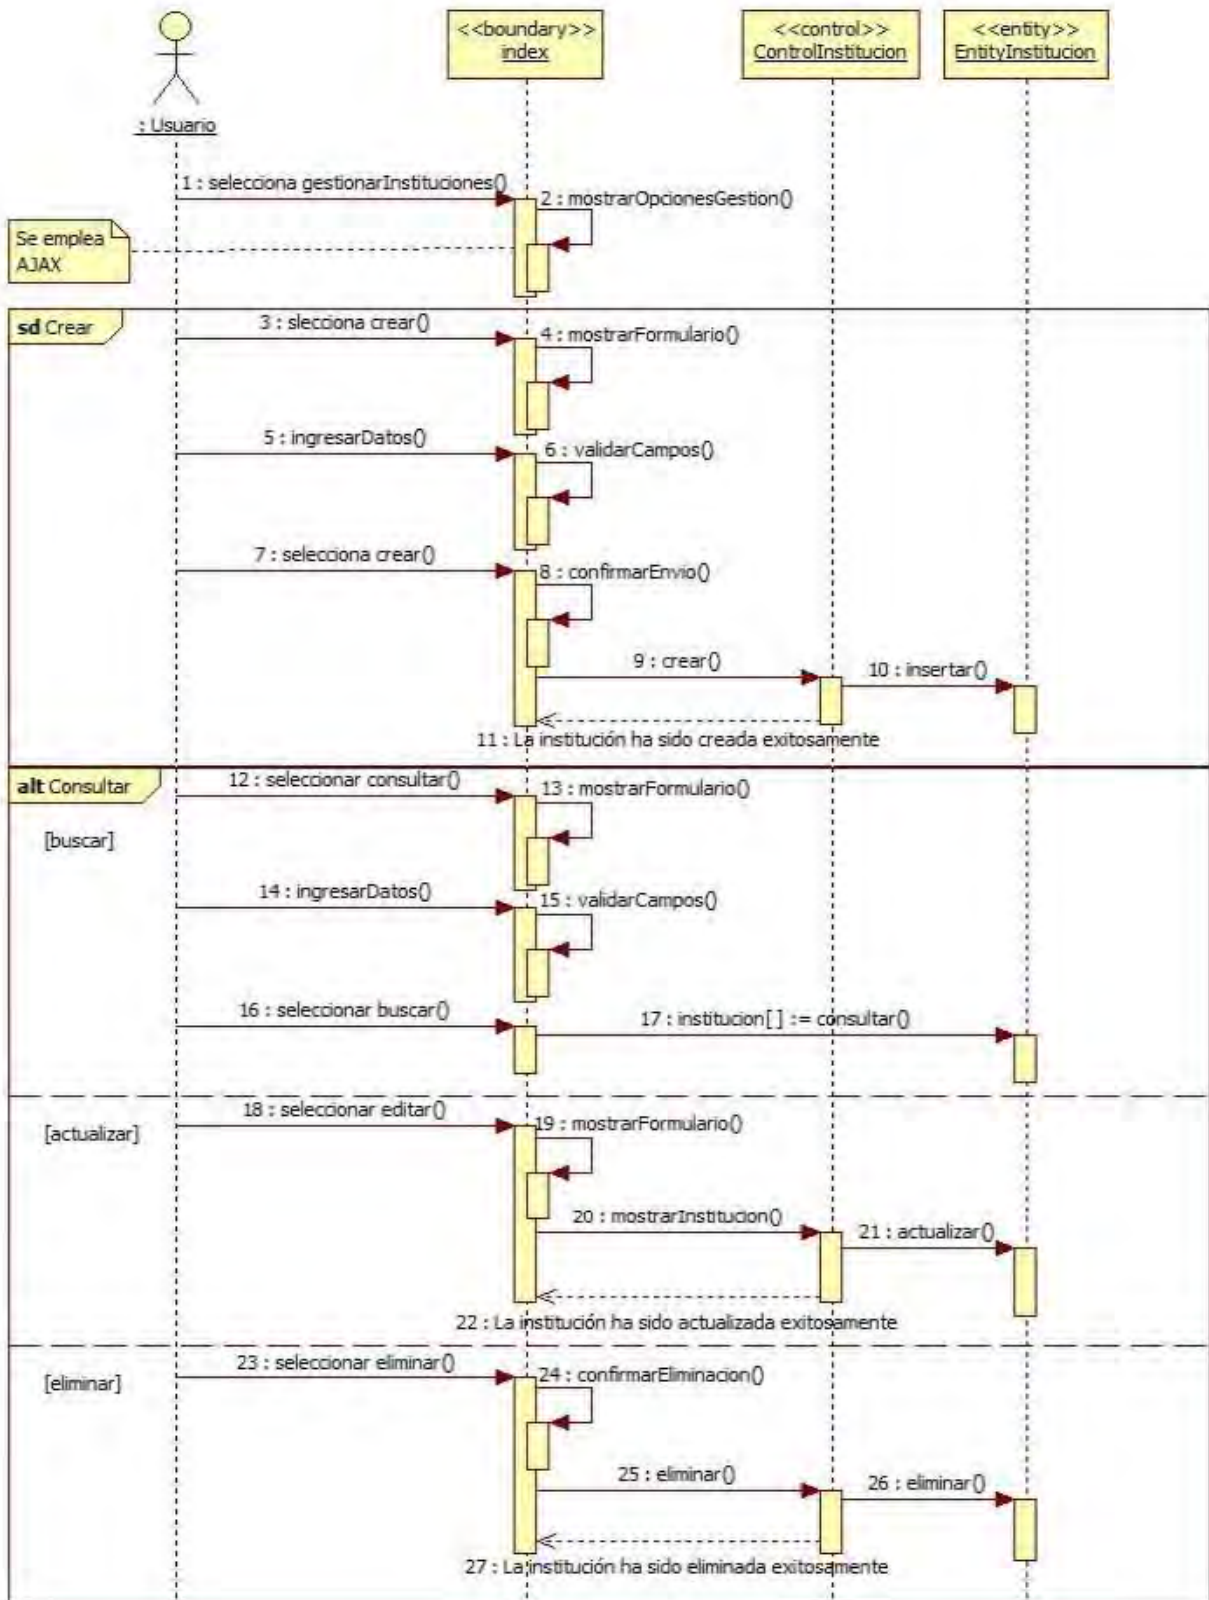 <<boundary>>
index
<<control>>
ControlInstitucion
<<entity>>
EntityInstitucion
: Usuario
1 : selecciona gestionarInstituciones()
2 : mostrarOpcionesGestion()
Se emplea
AJAX
sd Crear
3 : slecciona crear()
4 : mostrarFormulario()
5 : ingresarDatos()
6 : validarCampos()
7 : selecciona crear()
8 : confirmarEnvio()
9 : crear()
10 : insertar()
11 : La institución ha sido creada exitosamente
alt Consultar
12 : seleccionar consultar()
13 : mostrarFormulario()
[buscar]
14 : ingresarDatos()
15 : validarCampos()
16 : seleccionar buscar()
17 : institucion[ ] := consultar()
18 : seleccionar editar()
19 : mostrarFormulario()
[actualizar]
20 : mostrarInstitucion()
21 : actualizar()
22 : La institución ha sido actualizada exitosamente
23 : seleccionar eliminar()
24 : confirmarEliminacion()
[eliminar]
25 : eliminar()
26 : eliminar()
27 : La institución ha sido eliminada exitosamente